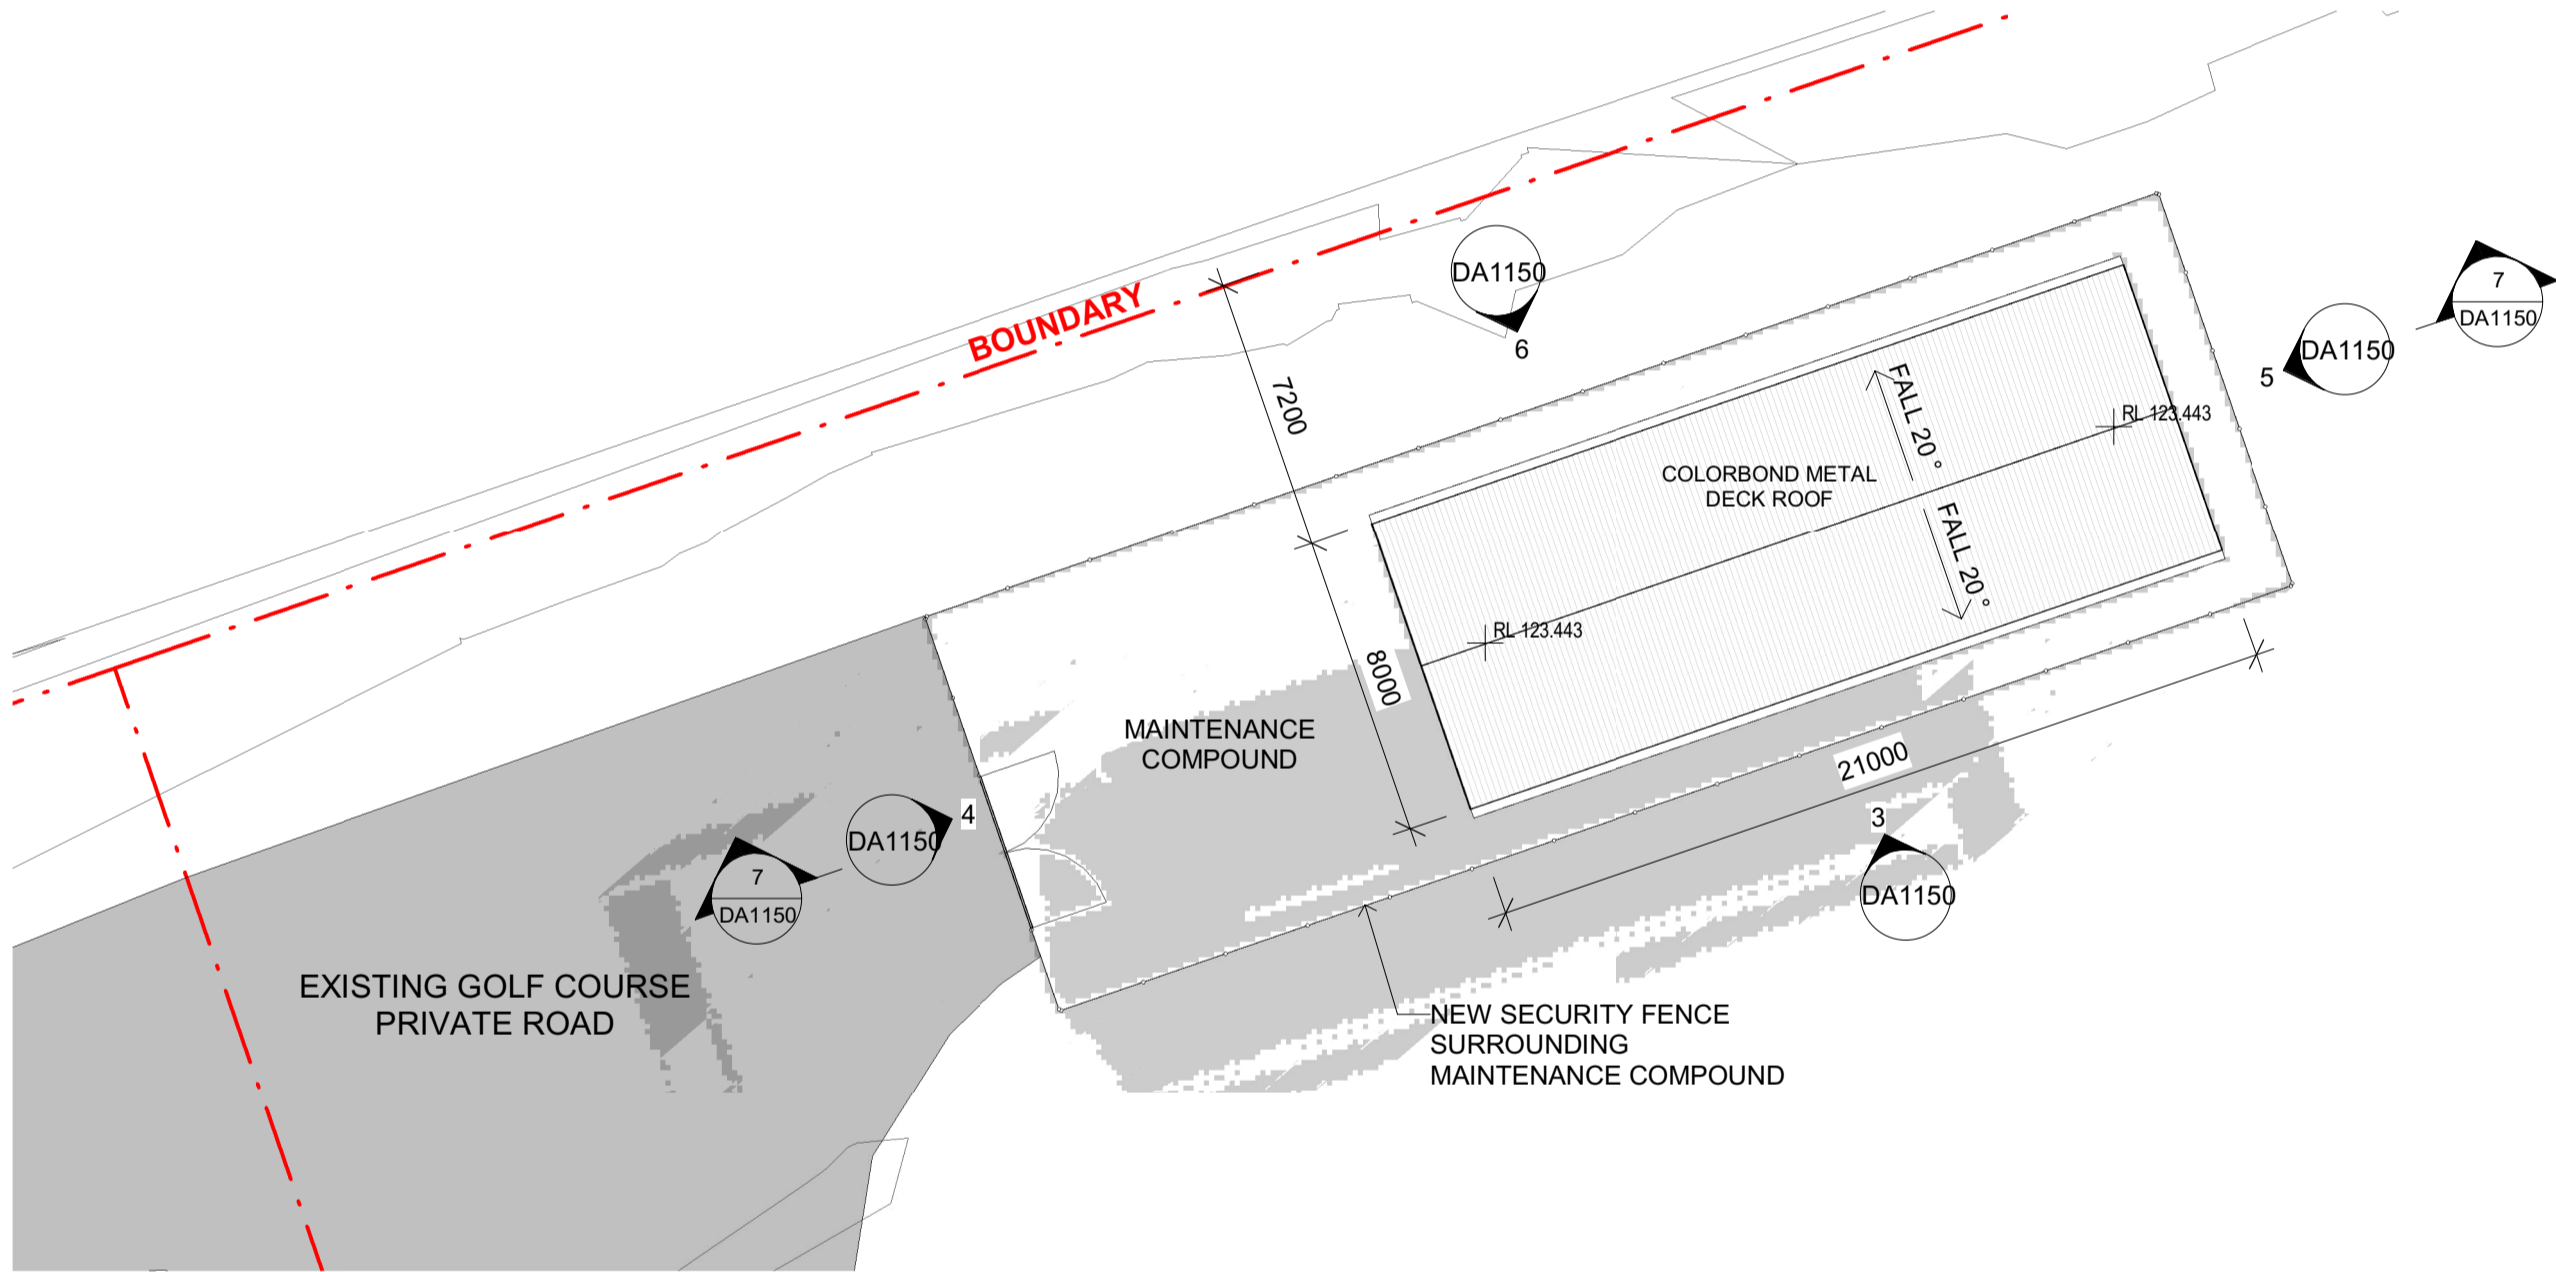 BOUNDARY
DA1150
6
7
DA1150
DA1150
5
7200
FALL 20°
RL 123.443
COLORBOND METAL
DECK ROOF
FALL 20°
RL 123.443
8000
MAINTENANCE
COMPOUND
21000
3
DA1150
4
DA1150
7
DA1150
EXISTING GOLF COURSE
PRIVATE ROAD
NEW SECURITY FENCE
SURROUNDING
MAINTENANCE COMPOUND